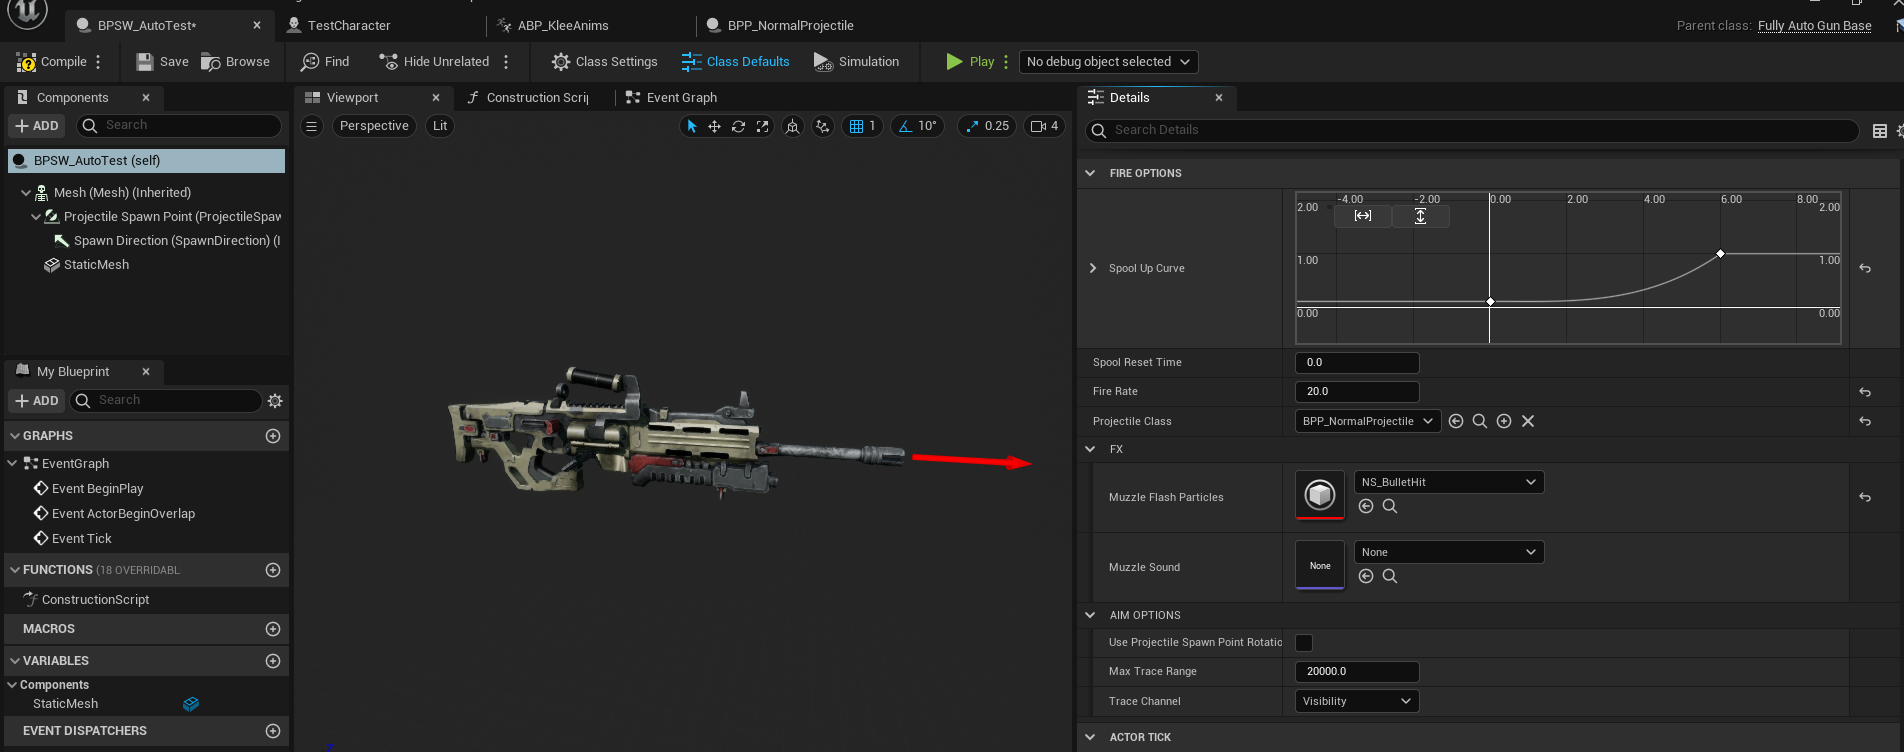 BPSW_AutoTest*
TestCharacter
ABP_KleeAnims
BPP_NormalProjectile
Parent class: Fully Auto Gun Base
Compile
Save
Browse
Find
Hide Unrelated
Class Settings
Class Defaults
Simulation
Play
No debug object selected
Components
ADD
Search
BPSW_AutoTest (self)
Mesh (Mesh) (Inherited)
Projectile Spawn Point (ProjectileSpaw
Spawn Direction (SpawnDirection) (I
StaticMesh
My Blueprint
ADD
Search
GRAPHS
EventGraph
Event BeginPlay
Event ActorBeginOverlap
Event Tick
FUNCTIONS (18 OVERRIDABL
ConstructionScript
MACROS
VARIABLES
Components
StaticMesh
EVENT DISPATCHERS
Viewport
Construction Scrip
Event Graph
Perspective
Lit
1
10°
0.25
4
Details
Search Details
FIRE OPTIONS
Spool Up Curve
-4.00 -2.00 0.00 2.00 4.00 6.00 8.00
2.00 2.00
1.00 1.00
0.00 0.00
Spool Reset Time
0.0
Fire Rate
20.0
Projectile Class
BPP_NormalProjectile
FX
Muzzle Flash Particles
NS_BulletHit
Muzzle Sound
None
None
AIM OPTIONS
Use Projectile Spawn Point Rotatio
Max Trace Range
20000.0
Trace Channel
Visibility
ACTOR TICK